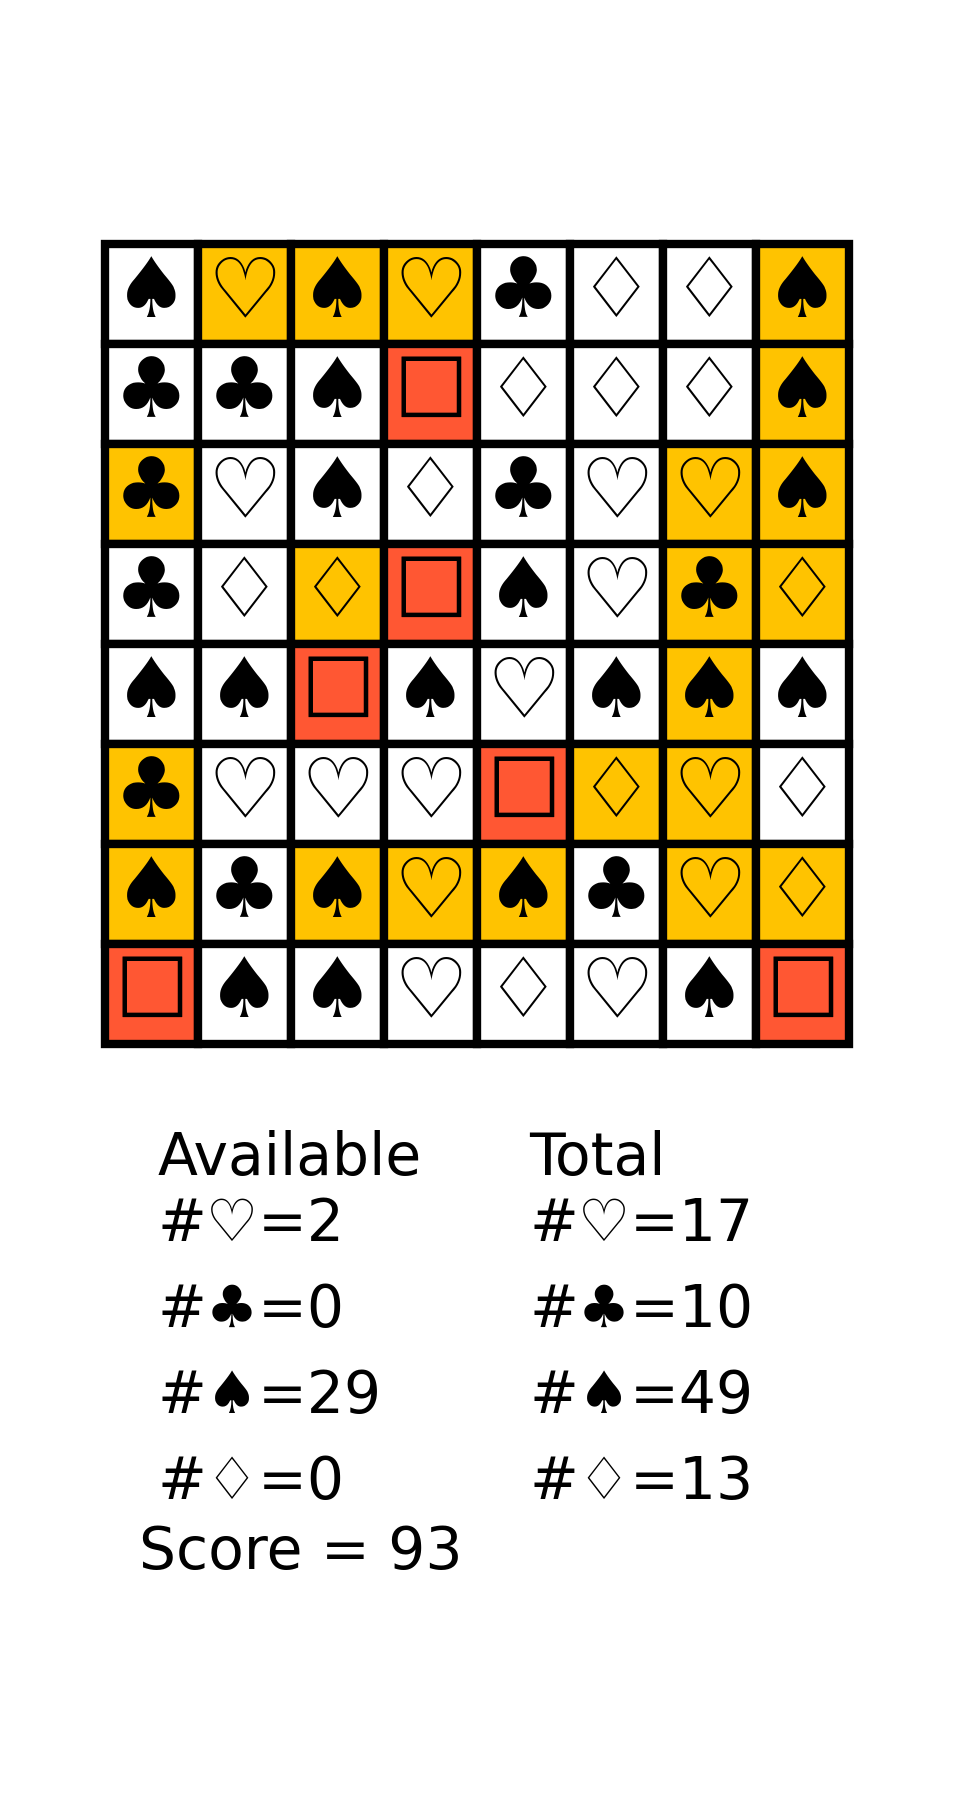 ♠ ♡ ♠ ♡ ♣ ♢ ♢ ♠
♣ ♣ ♠ □ ♢ ♢ ♢ ♠
♣ ♡ ♠ ♢ ♣ ♡ ♡ ♠
♣ ♢ ♢ □ ♠ ♡ ♣ ♢
♠ ♠ □ ♠ ♡ ♠ ♠ ♠
♣ ♡ ♡ ♡ □ ♢ ♡ ♢
♠ ♣ ♠ ♡ ♠ ♣ ♡ ♢
□ ♠ ♠ ♡ ♢ ♡ ♠ □
Available Total
#♡=2 #♡=17
#♣=0 #♣=10
#♠=29 #♠=49
#♢=0 #♢=13
Score = 93